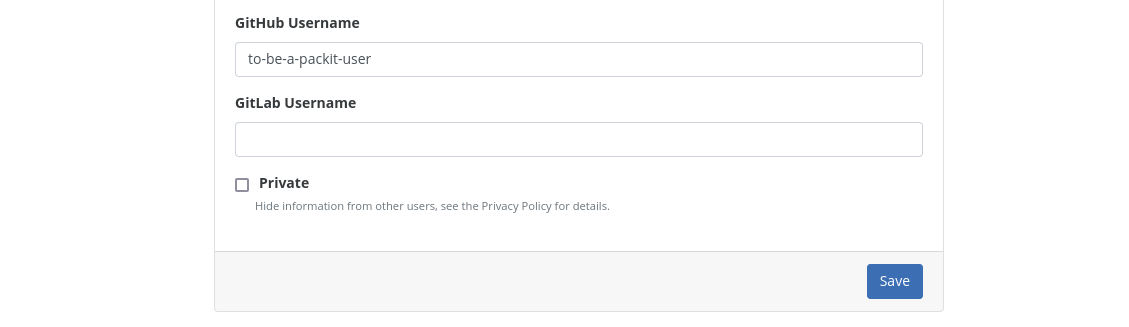 GitHub Username
to-be-a-packit-user
GitLab Username
Private
Hide information from other users, see the Privacy Policy for details.
Save